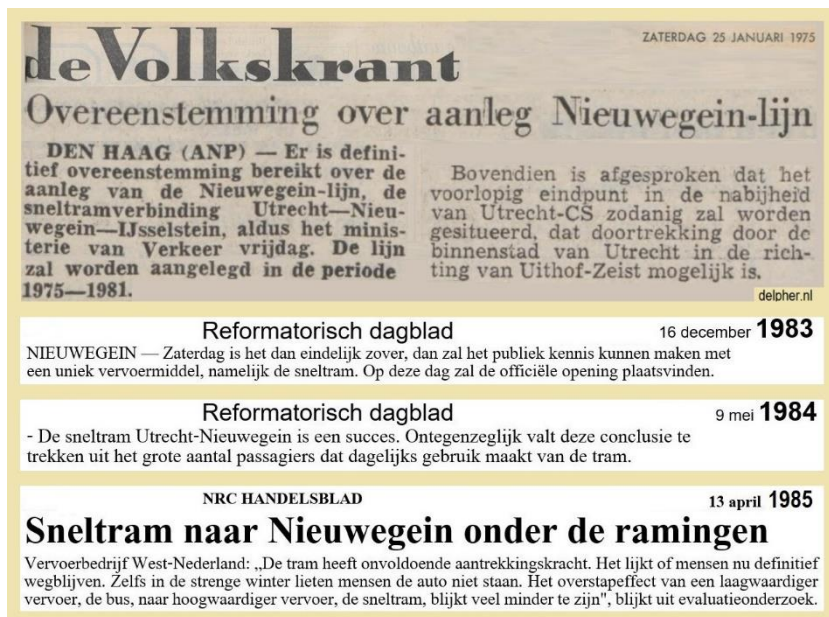 de Volkskrant
ZATERDAG 25 JANUARI 1975
Overeenstemming over aanleg Nieuwegein-lijn
DEN HAAG (ANP) — Er is defini-
tief overeenstemming bereikt over de
aanleg van de Nieuwegein-lijn, de
sneltramverbinding Utrecht—Nieu-
wegein—IJsselstein, aldus het minis-
terie van Verkeer vrijdag. De lijn
zal worden aangelegd in de periode
1975—1981.
Bovendien is afgesproken dat het
voorlopig eindpunt in de nabijheid
van Utrecht-CS zodanig zal worden
gesitueerd, dat doortrekking door de
binnenstad van Utrecht in de rich-
ting van Uithof-Zeist mogelijk is.
delpher.nl
Reformatorisch dagblad
16 december 1983
NIEUWEGEIN — Zaterdag is het dan eindelijk zover, dan zal het publiek kennis kunnen maken met
een uniek vervoermiddel, namelijk de sneltram. Op deze dag zal de officiële opening plaatsvinden.
Reformatorisch dagblad
9 mei 1984
- De sneltram Utrecht-Nieuwegein is een succes. Ontegenzeglijk valt deze conclusie te
trekken uit het grote aantal passagiers dat dagelijks gebruik maakt van de tram.
NRC HANDELSBLAD
13 april 1985
Sneltram naar Nieuwegein onder de ramingen
Vervoerbedrijf West-Nederland: „De tram heeft onvoldoende aantrekkingskracht. Het lijkt of mensen nu definitief
wegblijven. Zelfs in de strenge winter lieten mensen de auto niet staan. Het overstapeffect van een laagwaardiger
vervoer, de bus, naar hoogwaardiger vervoer, de sneltram, blijkt veel minder te zijn", blijkt uit evaluatieonderzoek.